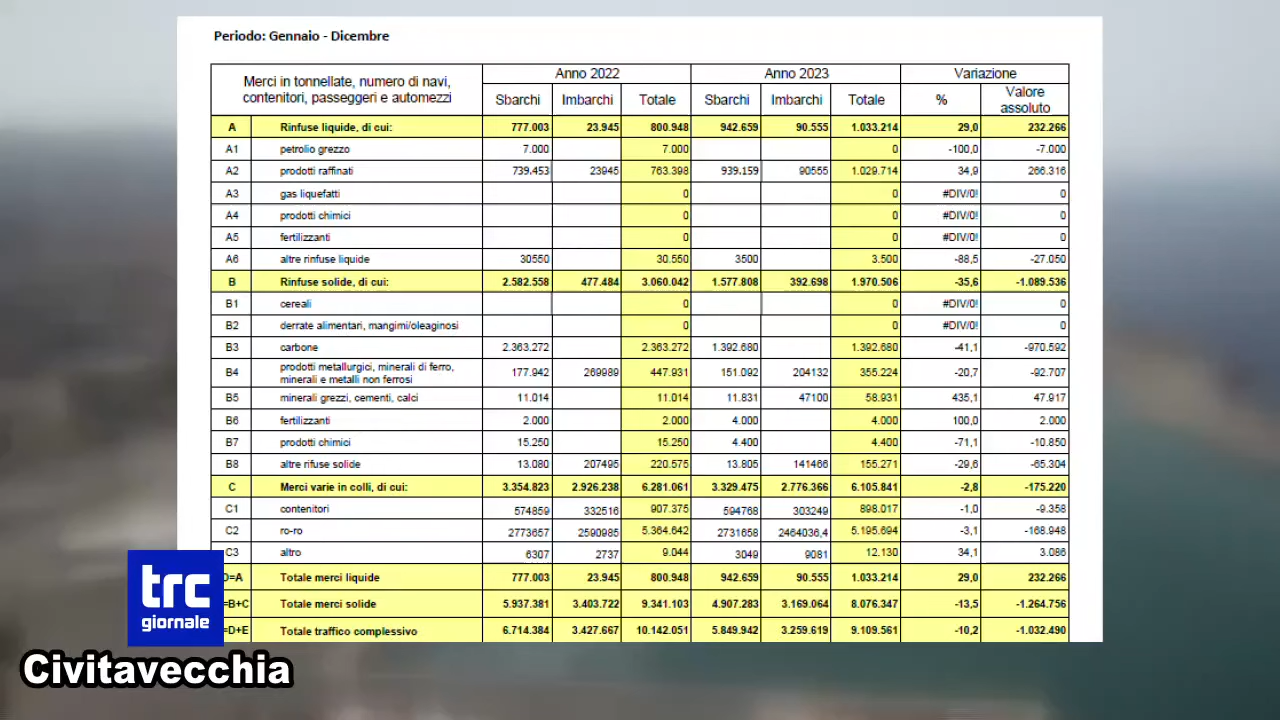 Periodo: Gennaio - Dicembre
Merci in tonnellate, numero di navi, contenitori, passeggeri e automezzi Anno 2022 Anno 2023 Variazione
Sbarchi Imbarchi Totale Sbarchi Imbarchi Totale % Valore assoluto
A Rinfuse liquide, di cui: 777.003 23.945 800.948 942.659 90.555 1.033.214 29,0 232.266
A1 petrolio grezzo 7.000 7.000 0 -100,0 -7.000
A2 prodotti raffinati 739.453 23945 763.398 939.159 90555 1.029.714 34,9 266.316
A3 gas liquefatti 0 0 #DIV/0! 0
A4 prodotti chimici 0 0 #DIV/0! 0
A5 fertilizzanti 0 0 #DIV/0! 0
A6 altre rinfuse liquide 30550 30.550 3500 3.500 -88,5 -27.050
B Rinfuse solide, di cui: 2.582.558 477.484 3.060.042 1.577.808 392.698 1.970.506 -35,6 -1.089.536
B1 cereali 0 0 #DIV/0! 0
B2 derrate alimentari, mangimi/oleaginosi 0 0 #DIV/0! 0
B3 carbone 2.363.272 2.363.272 1.392.680 1.392.680 -41,1 -970.592
B4 prodotti metallurgici, minerali di ferro, minerali e metalli non ferrosi 177.942 269989 447.931 151.092 204132 355.224 -20,7 -92.707
B5 minerali grezzi, cementi, calci 11.014 11.014 11.831 47100 58.931 435,1 47.917
B6 fertilizzanti 2.000 2.000 4.000 4.000 100,0 2.000
B7 prodotti chimici 15.250 15.250 4.400 4.400 -71,1 -10.850
B8 altre rifuse solide 13.080 207495 220.575 13.805 141466 155.271 -29,6 -65.304
C Merci varie in colli, di cui: 3.354.823 2.926.238 6.281.061 3.329.475 2.776.366 6.105.841 -2,8 -175.220
C1 contenitori 574859 332516 907.375 594768 303249 898.017 -1,0 -9.358
C2 ro-ro 2773657 2590985 5.364.642 2731658 2464036,4 5.195.694 -3,1 -168.948
C3 altro 6307 2737 9.044 3049 9081 12.130 34,1 3.086
D=A Totale merci liquide 777.003 23.945 800.948 942.659 90.555 1.033.214 29,0 232.266
=B+C Totale merci solide 5.937.381 3.403.722 9.341.103 4.907.283 3.169.064 8.076.347 -13,5 -1.264.756
=D+E Totale traffico complessivo 6.714.384 3.427.667 10.142.051 5.849.942 3.259.619 9.109.561 -10,2 -1.032.490
trc
giornale
Civitavecchia